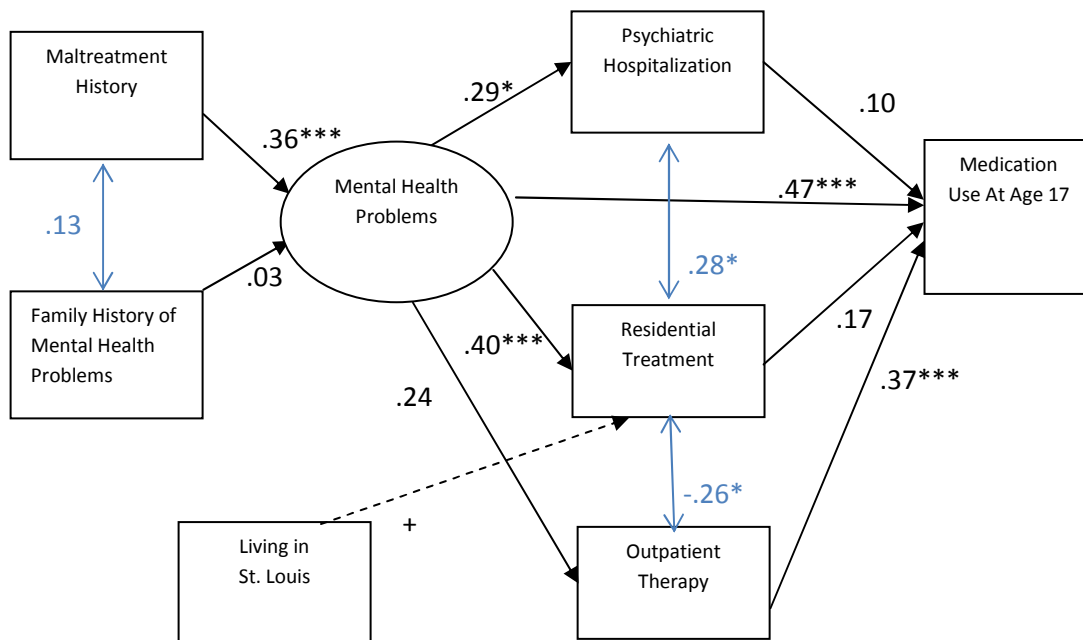 Maltreatment
History
.36***
.13
.03
Family History of
Mental Health
Problems
Mental Health
Problems
.29*
Psychiatric
Hospitalization
.10
.47***
Medication
Use At Age 17
.28*
.40***
Residential
Treatment
.17
.24
.37***
-.26*
+
Living in
St. Louis
Outpatient
Therapy